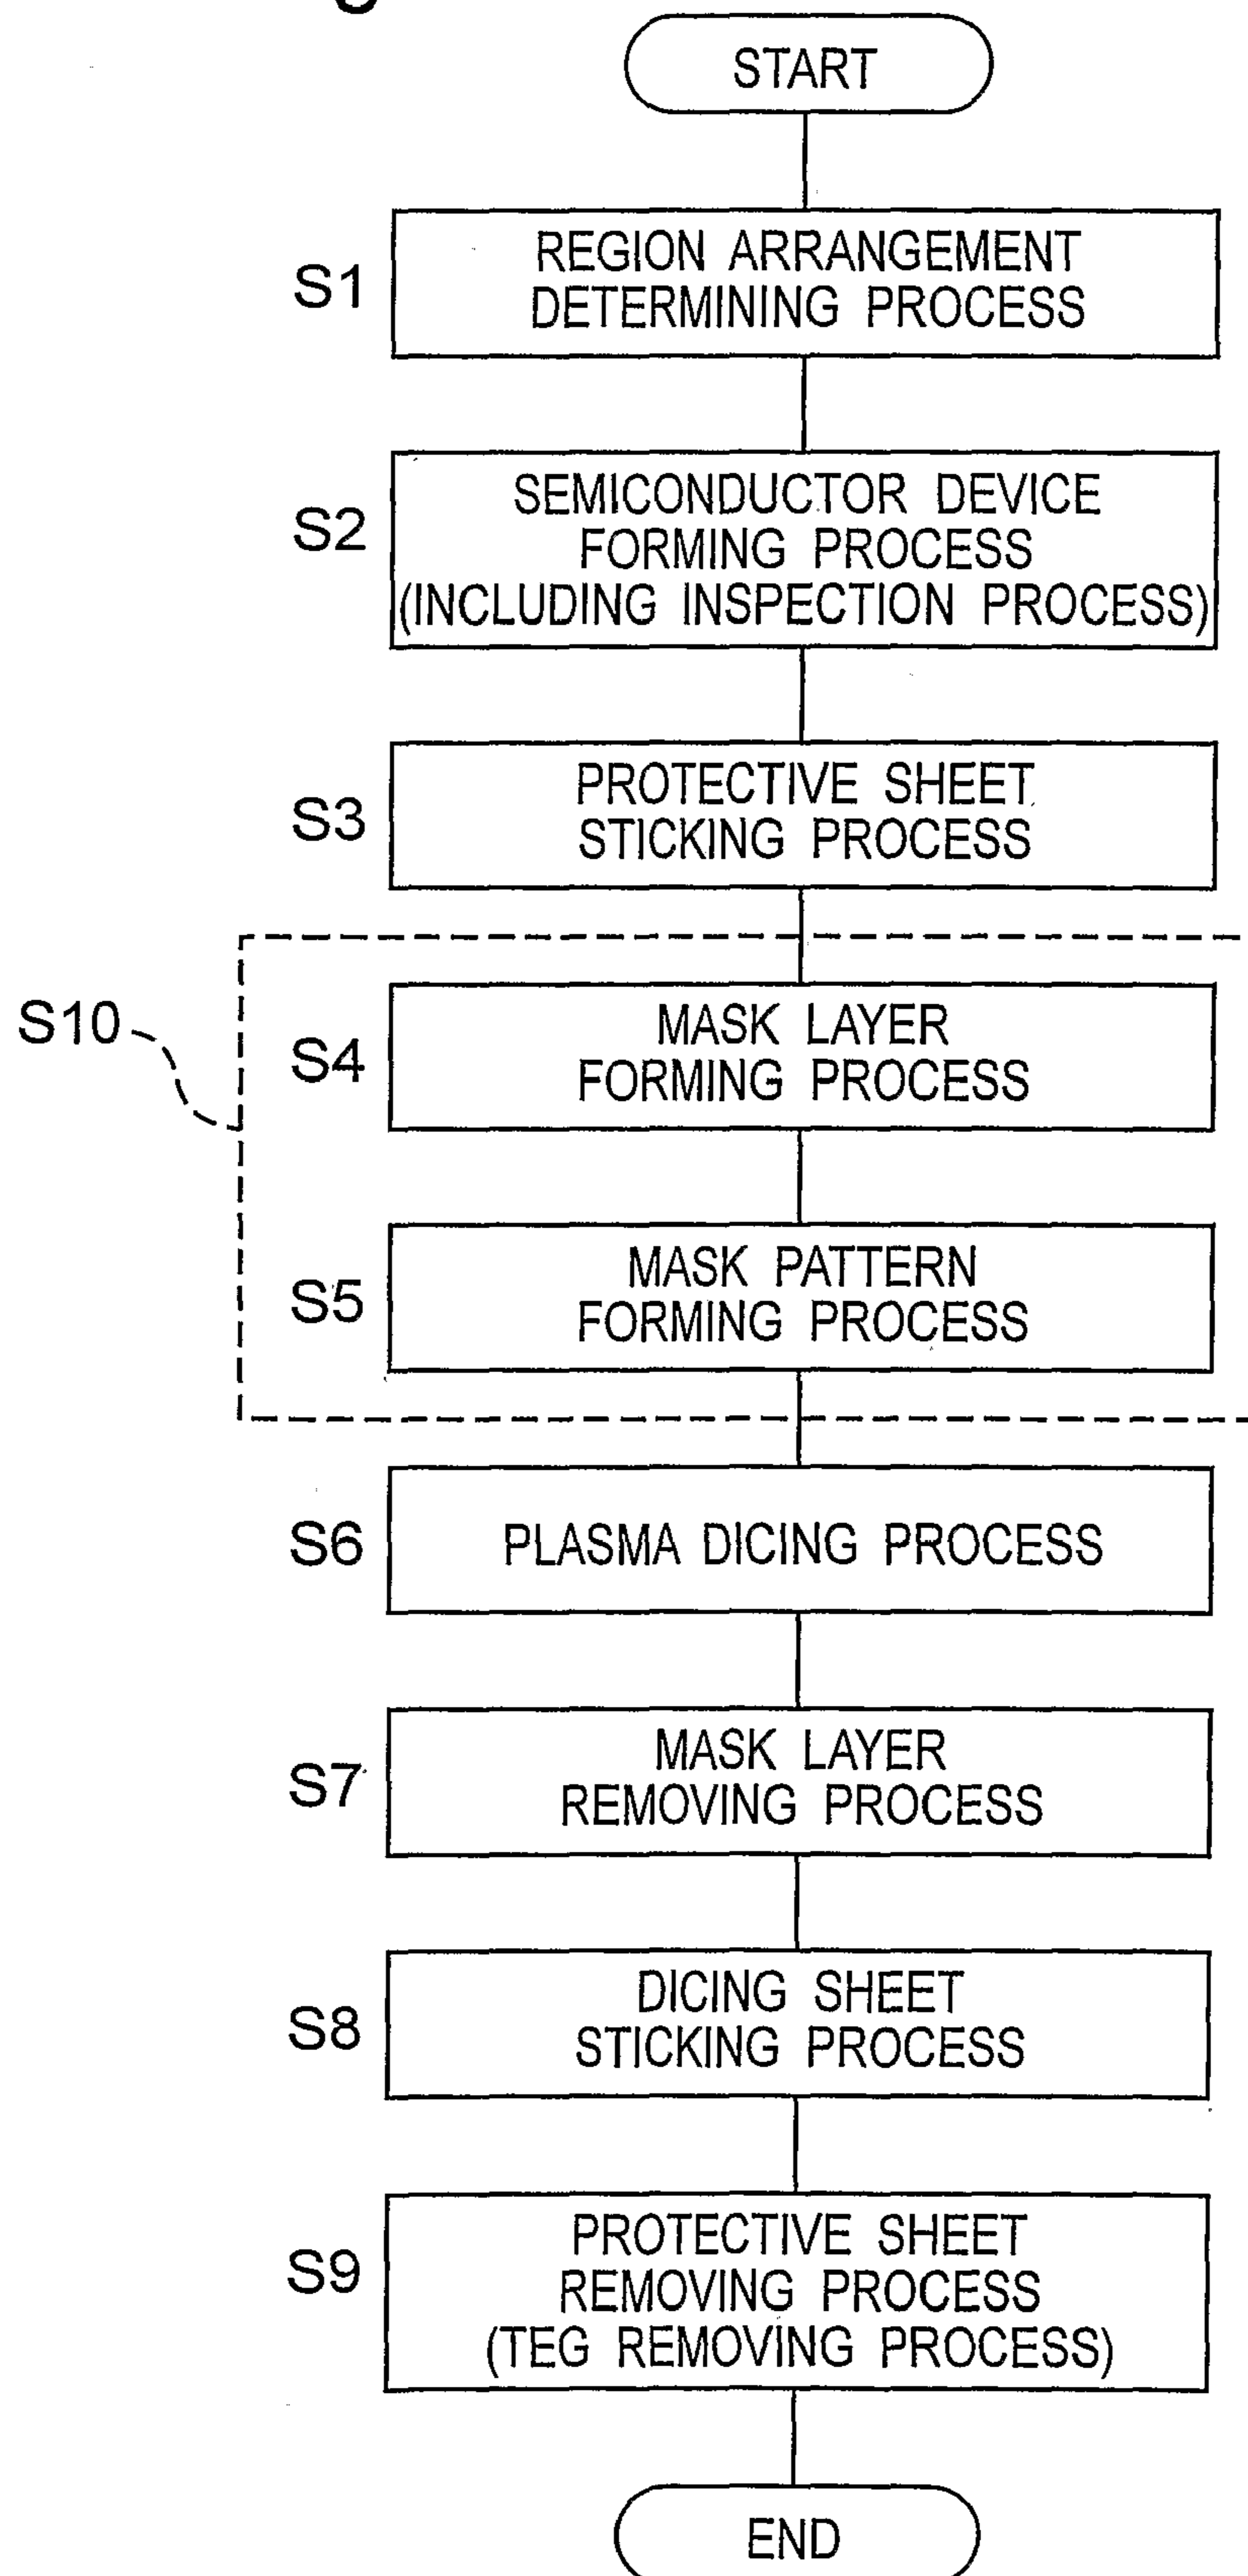 START
S1
REGION ARRANGEMENT
DETERMINING PROCESS
S2
SEMICONDUCTOR DEVICE
FORMING PROCESS
(INCLUDING INSPECTION PROCESS)
S3
PROTECTIVE SHEET
STICKING PROCESS
S10
S4
MASK LAYER
FORMING PROCESS
S5
MASK PATTERN
FORMING PROCESS
S6
PLASMA DICING PROCESS
S7
MASK LAYER
REMOVING PROCESS
S8
DICING SHEET
STICKING PROCESS
S9
PROTECTIVE SHEET
REMOVING PROCESS
(TEG REMOVING PROCESS)
END